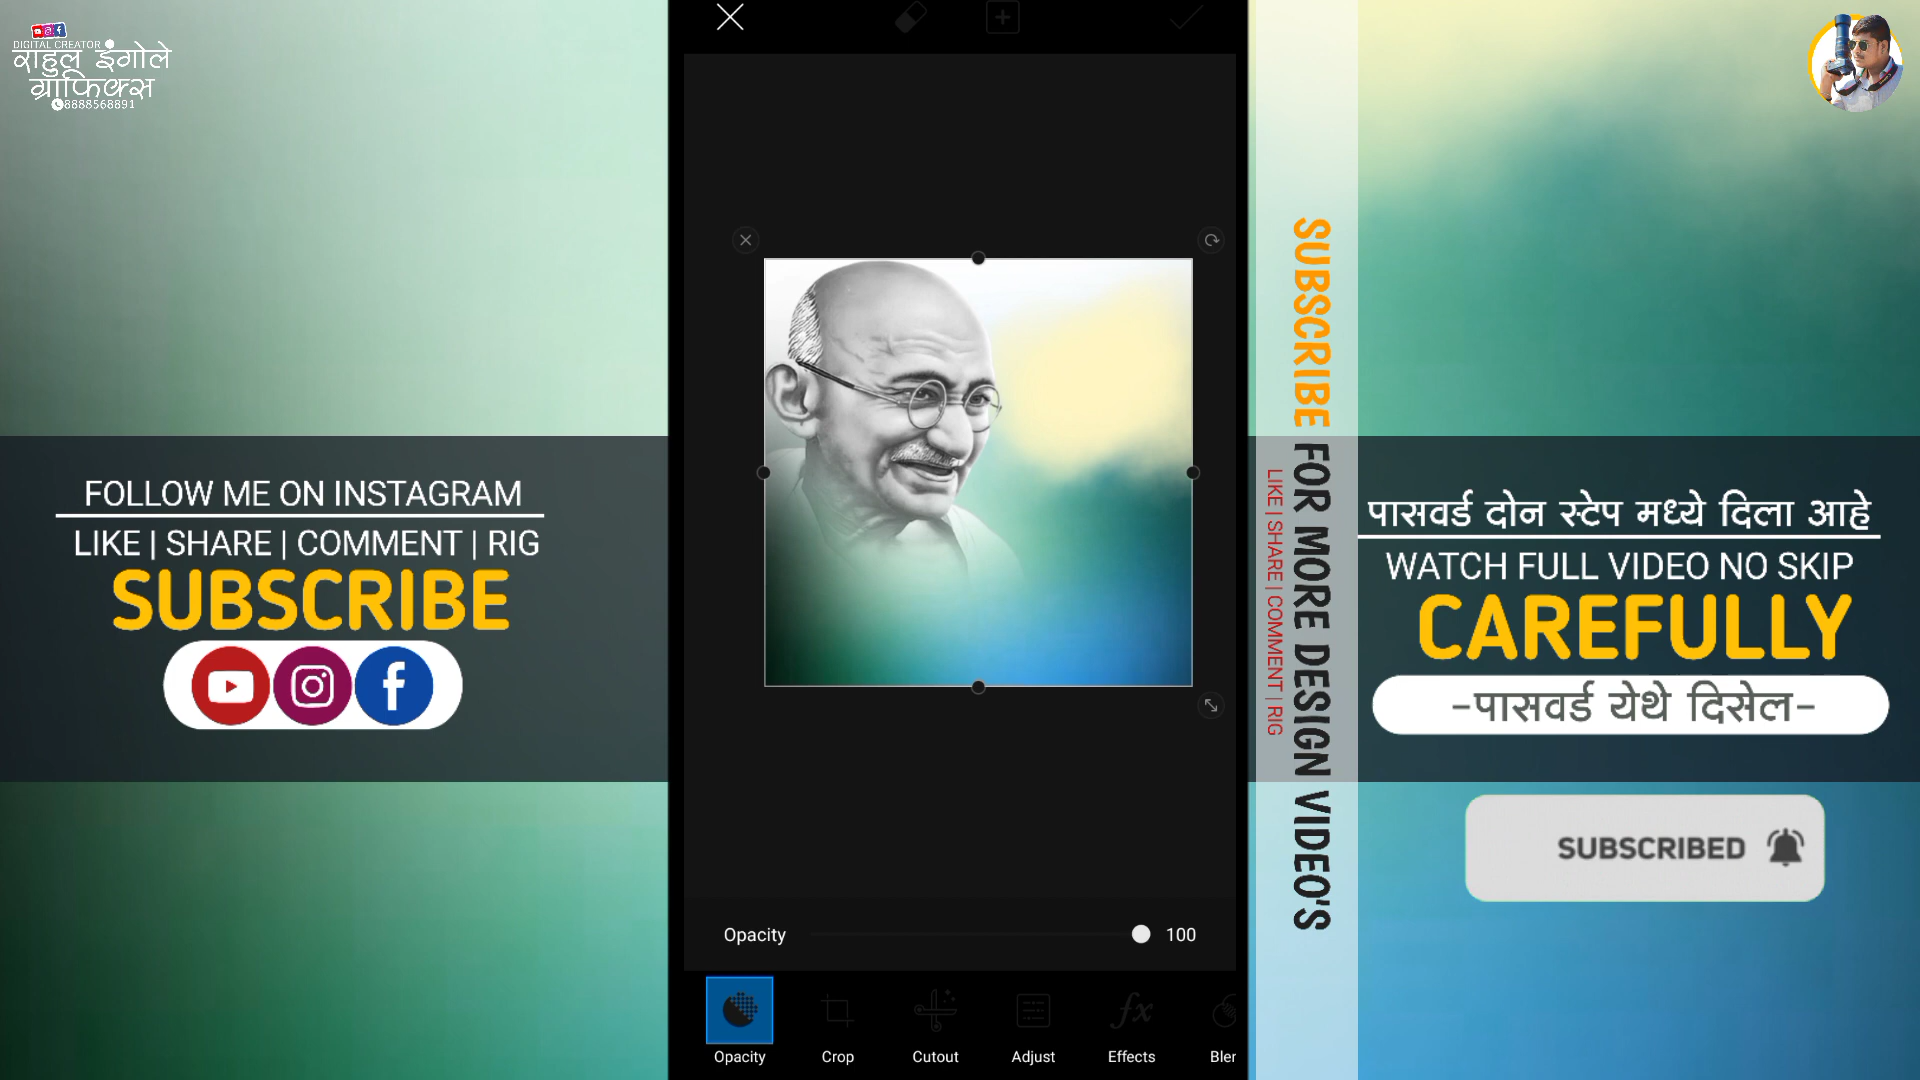 DIGITAL CREATOR
राहुल इंगोले
ग्राफिक्स
8888568891
FOLLOW ME ON INSTAGRAM
LIKE | SHARE | COMMENT | RIG
SUBSCRIBE
Opacity 100
Opacity Crop Cutout Adjust Effects Bler
SUBSCRIBE FOR MORE DESIGN VIDEO'S
LIKE | SHARE | COMMENT | RIG
पासवर्ड दोन स्टेप मध्ये दिला आहे
WATCH FULL VIDEO NO SKIP
CAREFULLY
-पासवर्ड येथे दिसेल-
SUBSCRIBED